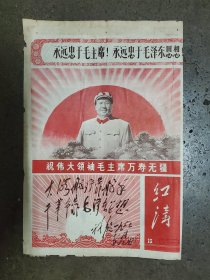 永远忠于毛主席！永远忠于毛泽东思想
祝伟大领袖毛主席万寿无疆
大海航行靠舵手
干革命靠毛泽东思想
红涛